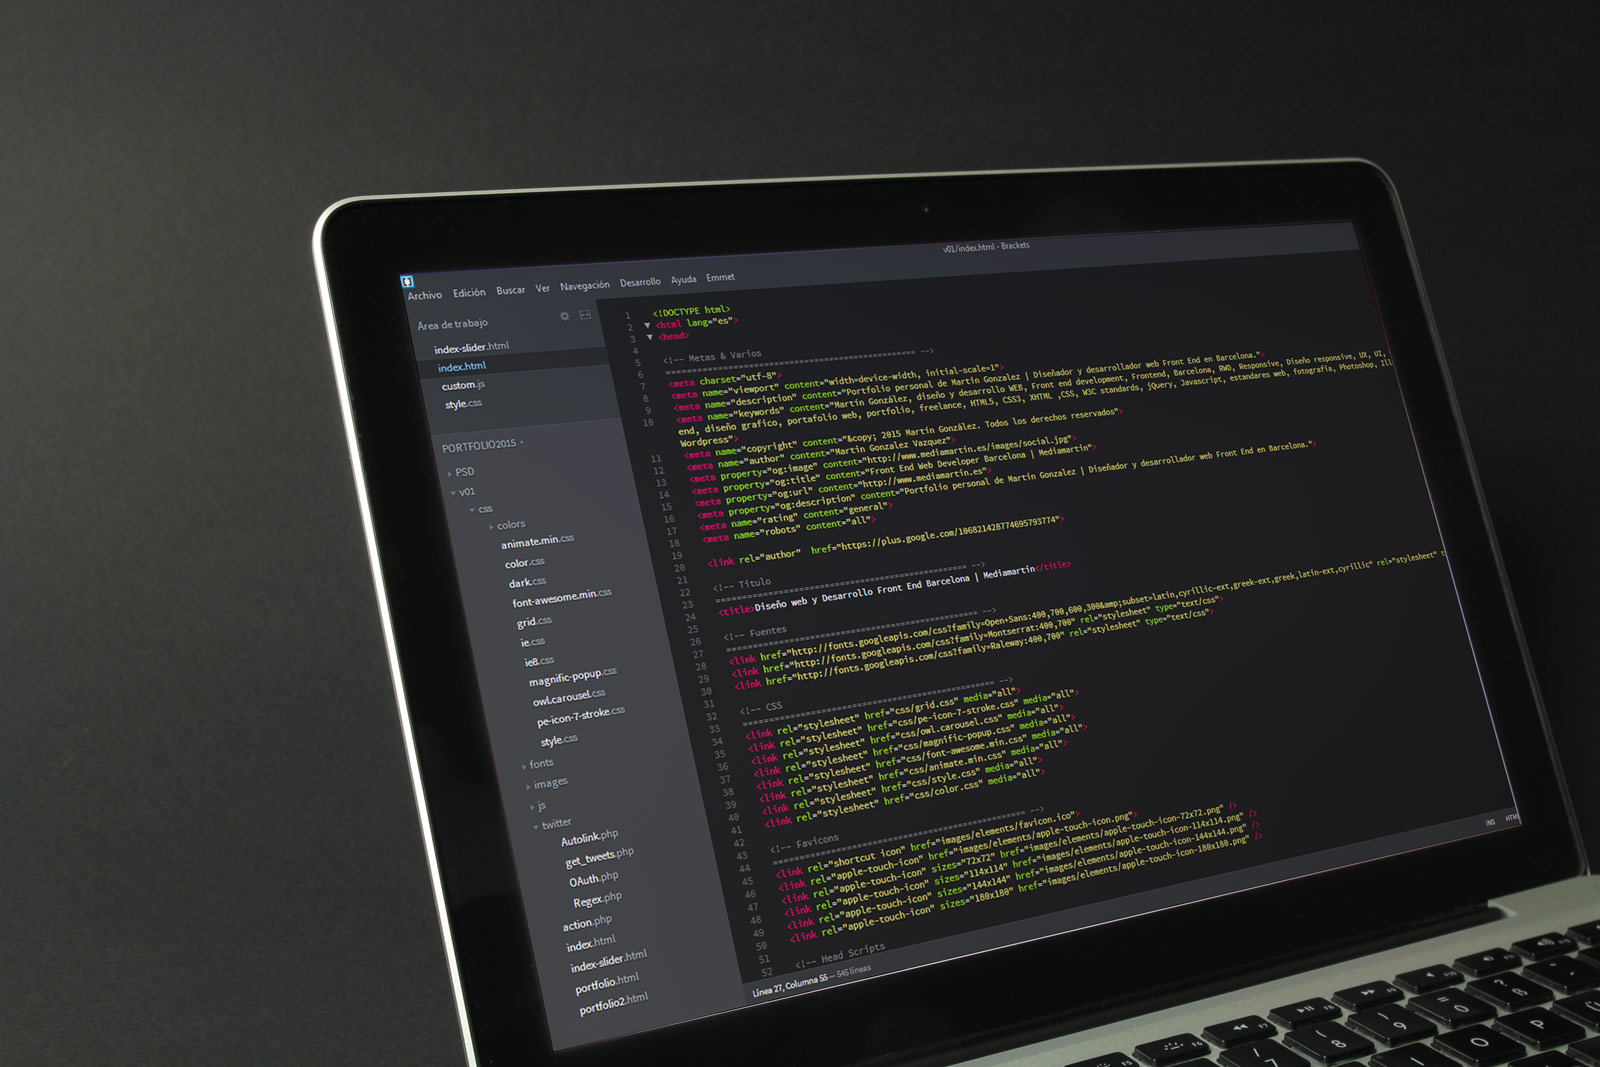 v01/index.html - Brackets
Archivo Edición Buscar Ver Navegación Desarrollo Ayuda Emmet
Área de trabajo
index-slider.html
index.html
custom.js
style.css
PORTFOLIO2015
PSD
v01
css
colors
animate.min.css
color.css
dark.css
font-awesome.min.css
grid.css
ie.css
ie8.css
magnific-popup.css
owl.carousel.css
pe-icon-7-stroke.css
style.css
fonts
images
js
twitter
Autolink.php
get_tweets.php
OAuth.php
Regex.php
action.php
index.html
index-slider.html
portfolio.html
portfolio2.html
1 <!DOCTYPE html>
2 <html lang="es">
3 <head>
4
5 <!-- Metas & Varios
6 ================================================ -->
7 <meta charset="utf-8">
8 <meta name="viewport" content="width=device-width, initial-scale=1">
9 <meta name="description" content="Portfolio personal de Martin Gonzalez | Diseñador y desarrollador web Front End en Barcelona.">
10 <meta name="keywords" content="Martin González, diseño y desarrollo WEB, Front end development, Frontend, Barcelona, RWD, Responsive, Diseño responsive, UX, UI,
end, diseño grafico, portafolio web, portfolio, freelance, HTML5, CSS3, XHTML ,CSS, W3C standards, jQuery, Javascript, estandares web, fotografia, Photoshop, Ill
Wordpress">
11 <meta name="copyright" content="&copy; 2015 Martin González. Todos los derechos reservados">
12 <meta name="author" content="Martin Gonzalez Vazquez">
13 <meta property="og:image" content="http://www.mediamartin.es/images/social.jpg">
14 <meta property="og:title" content="Front End Web Developer Barcelona | Mediamartin">
15 <meta property="og:url" content="http://www.mediamartin.es">
16 <meta property="og:description" content="Portfolio personal de Martin Gonzalez | Diseñador y desarrollador web Front End en Barcelona.">
17 <meta name="rating" content="general">
18 <meta name="robots" content="all">
19
20 <link rel="author" href="https://plus.google.com/106821428774695793774">
21
22 <!-- Título
23 ================================================ -->
24 <title>Diseño web y Desarrollo Front End Barcelona | Mediamartin</title>
25
26 <!-- Fuentes
27 ================================================ -->
28 <link href="http://fonts.googleapis.com/css?family=Open+Sans:400,700,600,300&amp;subset=latin,cyrillic-ext,greek-ext,greek,latin-ext,cyrillic" rel="stylesheet" t
29 <link href="http://fonts.googleapis.com/css?family=Montserrat:400,700" rel="stylesheet" type="text/css">
30 <link href="http://fonts.googleapis.com/css?family=Raleway:400,700" rel="stylesheet" type="text/css">
31
32 <!-- CSS
33 ================================================ -->
34 <link rel="stylesheet" href="css/grid.css" media="all">
35 <link rel="stylesheet" href="css/pe-icon-7-stroke.css" media="all">
36 <link rel="stylesheet" href="css/owl.carousel.css" media="all">
37 <link rel="stylesheet" href="css/magnific-popup.css" media="all">
38 <link rel="stylesheet" href="css/font-awesome.min.css" media="all">
39 <link rel="stylesheet" href="css/animate.min.css" media="all">
40 <link rel="stylesheet" href="css/style.css" media="all">
41 <link rel="stylesheet" href="css/color.css" media="all">
42
43 <!-- Favicons
44 ================================================ -->
45 <link rel="shortcut icon" href="images/elements/favicon.ico">
46 <link rel="apple-touch-icon" href="images/elements/apple-touch-icon.png">
47 <link rel="apple-touch-icon" sizes="72x72" href="images/elements/apple-touch-icon-72x72.png" />
48 <link rel="apple-touch-icon" sizes="114x114" href="images/elements/apple-touch-icon-114x114.png" />
49 <link rel="apple-touch-icon" sizes="144x144" href="images/elements/apple-touch-icon-144x144.png" />
50 <link rel="apple-touch-icon" sizes="180x180" href="images/elements/apple-touch-icon-180x180.png" />
51
52 <!-- Head Scripts
Línea 27, Columna 55 — 545 líneas
INS HTM
F5 F6 F7
7 8 9 0
O P